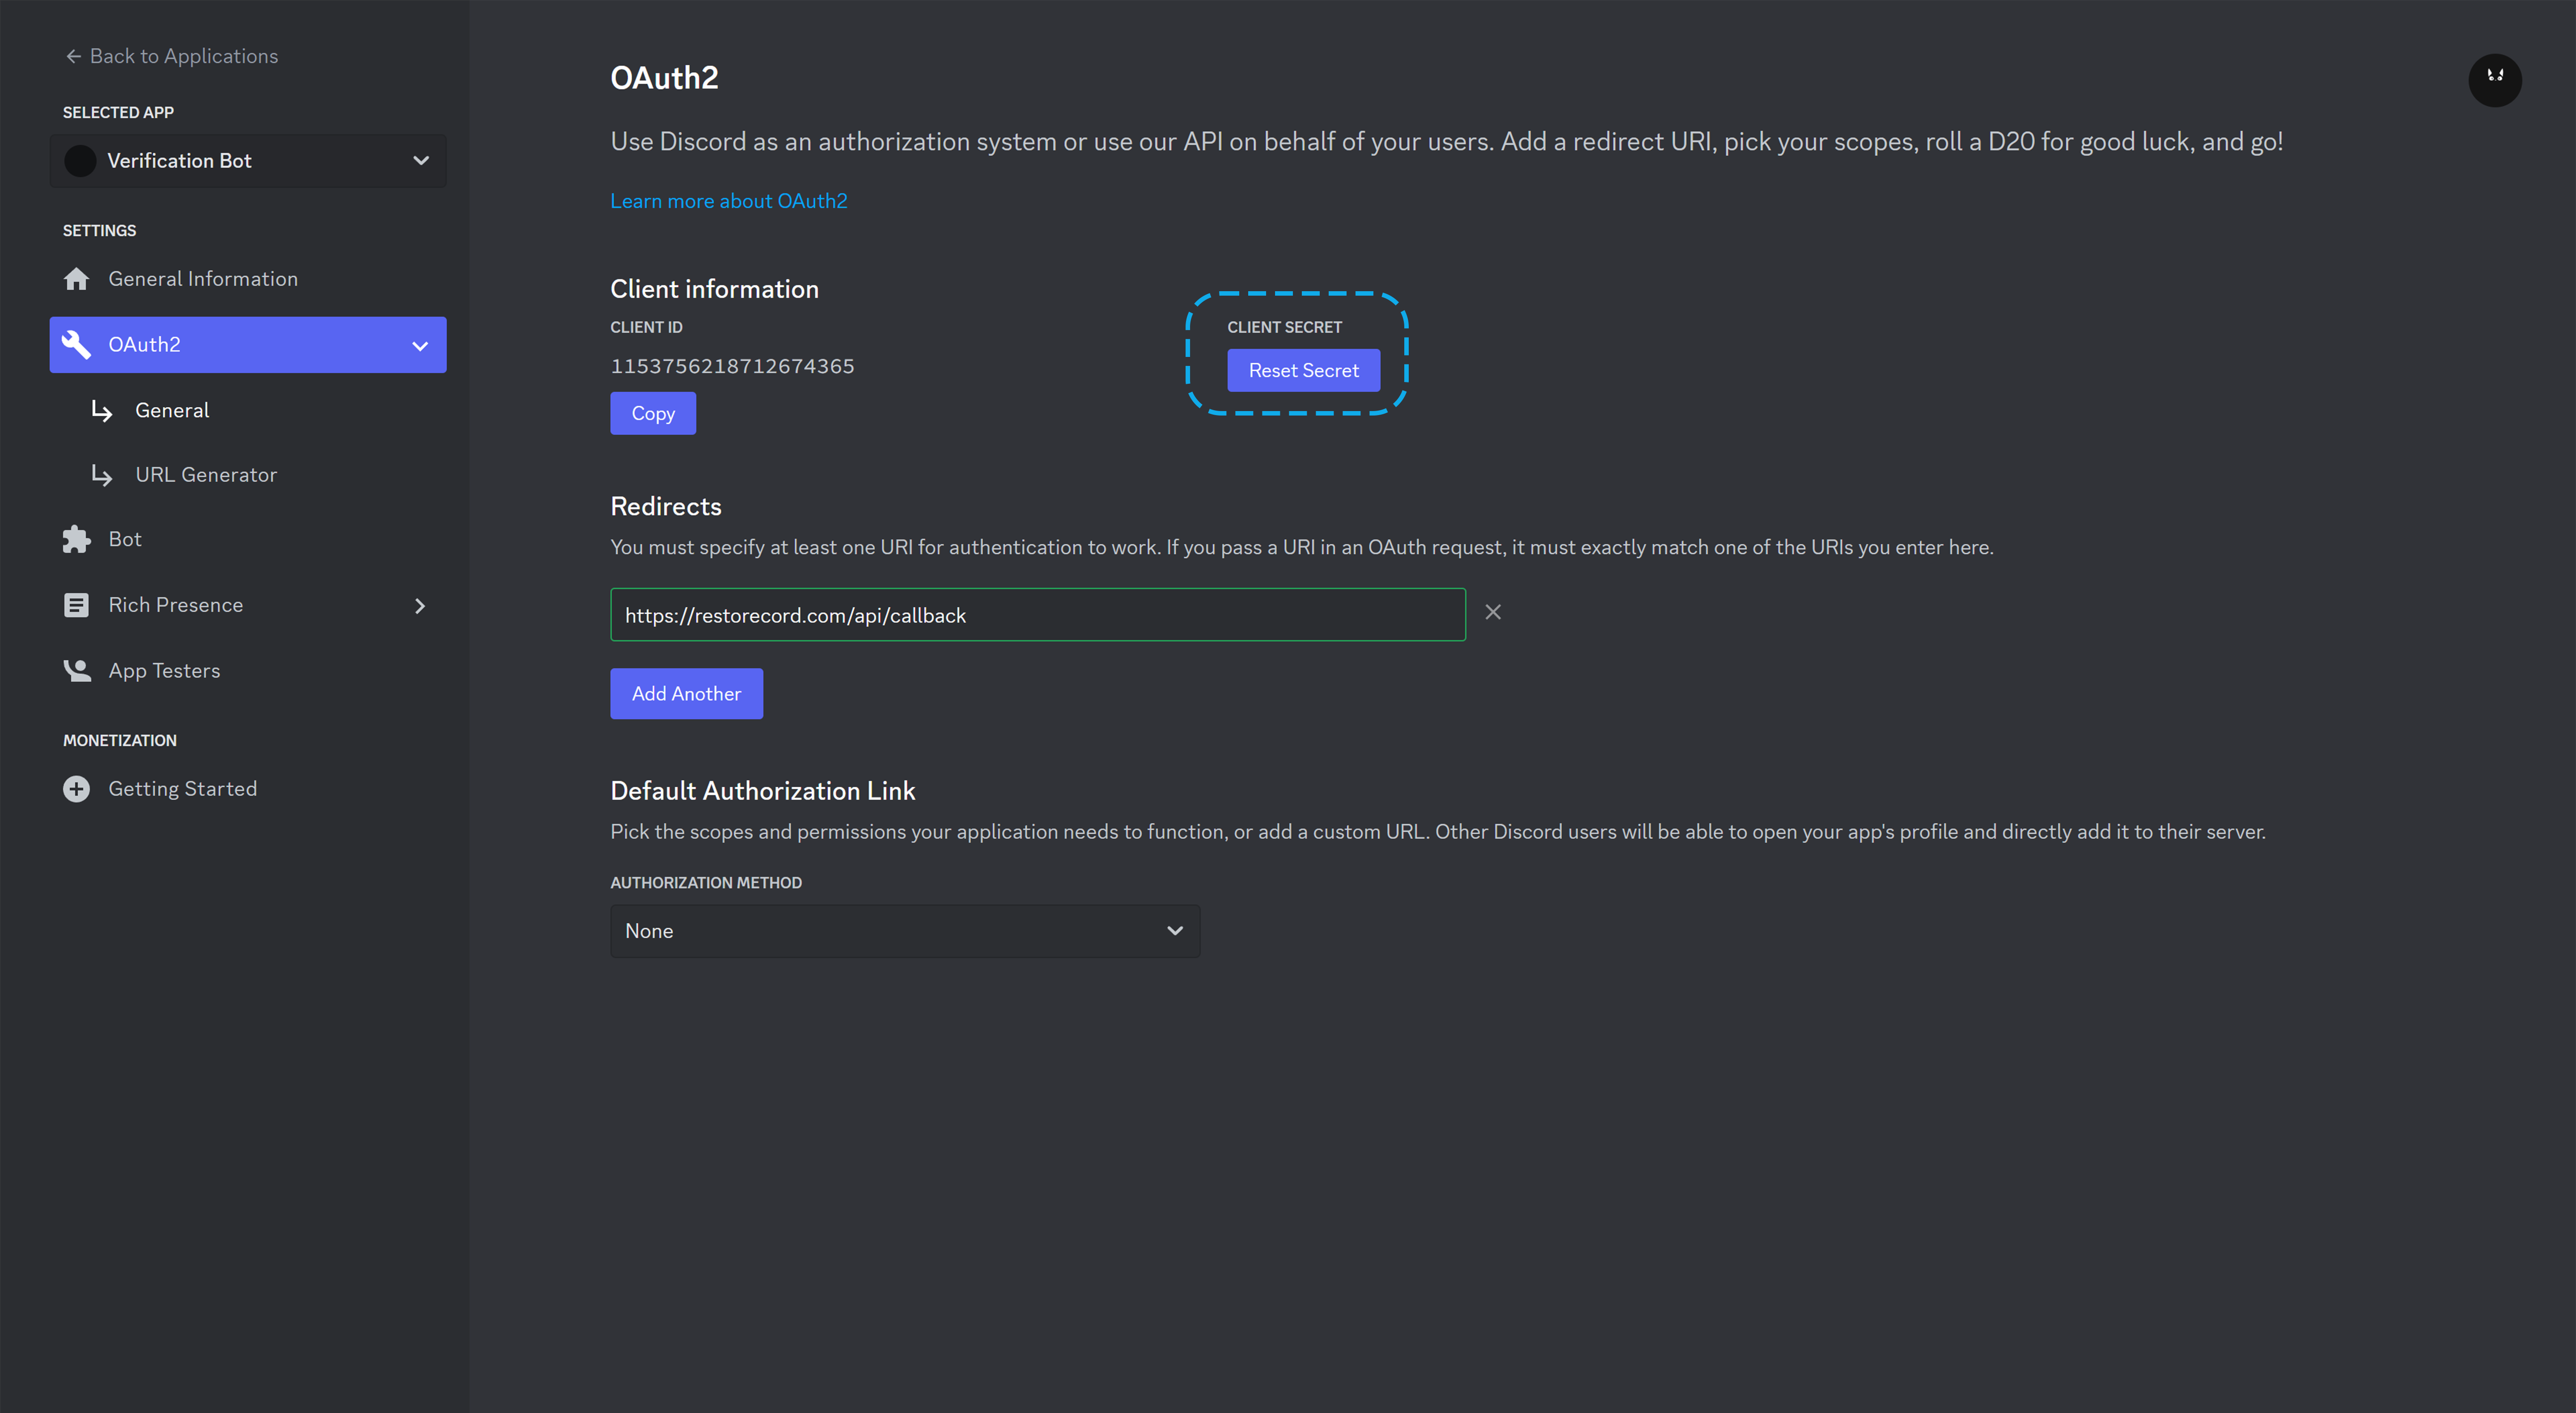 Back to Applications
SELECTED APP
Verification Bot
SETTINGS
General Information
OAuth2
General
URL Generator
Bot
Rich Presence
App Testers
MONETIZATION
Getting Started
OAuth2
Use Discord as an authorization system or use our API on behalf of your users. Add a redirect URI, pick your scopes, roll a D20 for good luck, and go!
Learn more about OAuth2
Client information
CLIENT ID
1153756218712674365
Copy
CLIENT SECRET
Reset Secret
Redirects
You must specify at least one URI for authentication to work. If you pass a URI in an OAuth request, it must exactly match one of the URIs you enter here.
https://restorecord.com/api/callback
Add Another
Default Authorization Link
Pick the scopes and permissions your application needs to function, or add a custom URL. Other Discord users will be able to open your app's profile and directly add it to their server.
AUTHORIZATION METHOD
None